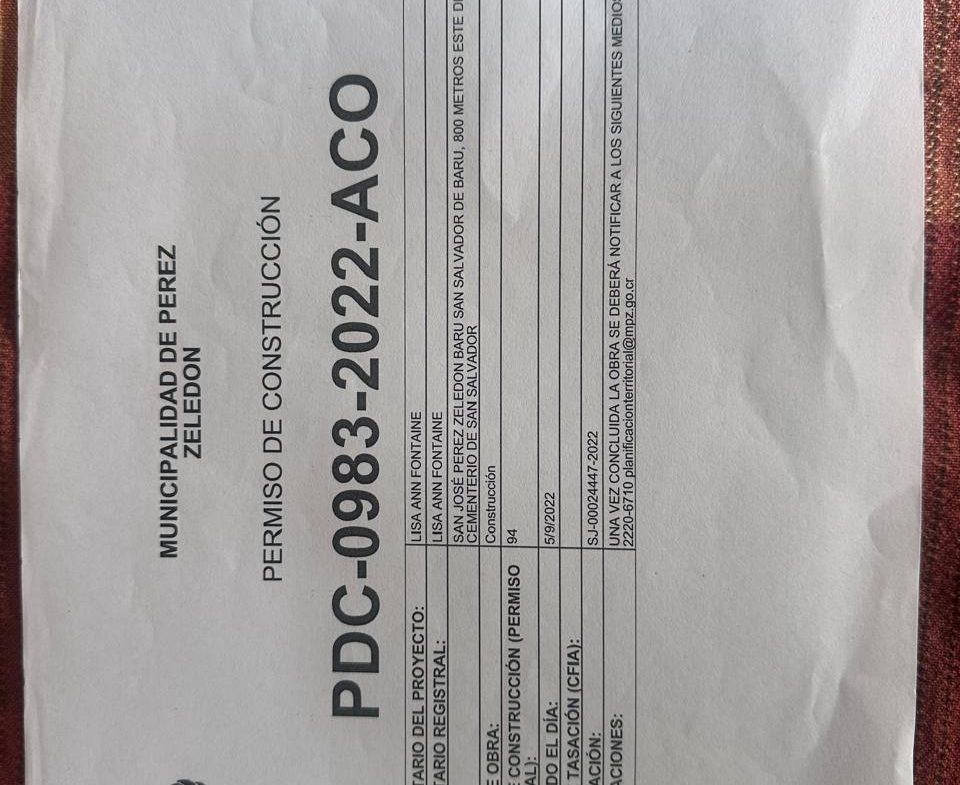 MUNICIPALIDAD DE PEREZ
ZELEDON
PERMISO DE CONSTRUCCIÓN
PDC-0983-2022-ACO
TARIO DEL PROYECTO: LISA ANN FONTAINE
TARIO REGISTRAL: LISA ANN FONTAINE
SAN JOSÉ PEREZ ZELEDON BARU SAN SALVADOR DE BARU, 800 METROS ESTE DE
CEMENTERIO DE SAN SALVADOR
E OBRA: Construcción
E CONSTRUCCIÓN (PERMISO
AL): 94
DO EL DÍA: 5/9/2022
TASACIÓN (CFIA):
ACIÓN: SJ-00024447-2022
ACIONES: UNA VEZ CONCLUIDA LA OBRA SE DEBERÁ NOTIFICAR A LOS SIGUIENTES MEDIOS
2220-6710 planificacionterritorial@mpz.go.cr